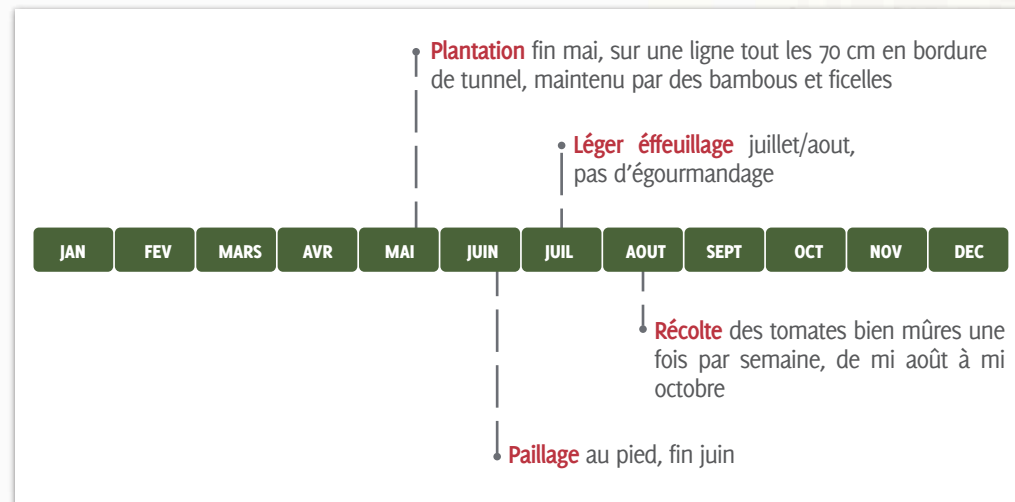 Plantation fin mai, sur une ligne tout les 70 cm en bordure
de tunnel, maintenu par des bambous et ficelles
Léger éffeuillage juillet/aout,
pas d'égourmandage
JAN FEV MARS AVR MAI JUIN JUIL AOUT SEPT OCT NOV DEC
Récolte des tomates bien mûres une
fois par semaine, de mi août à mi
octobre
Paillage au pied, fin juin